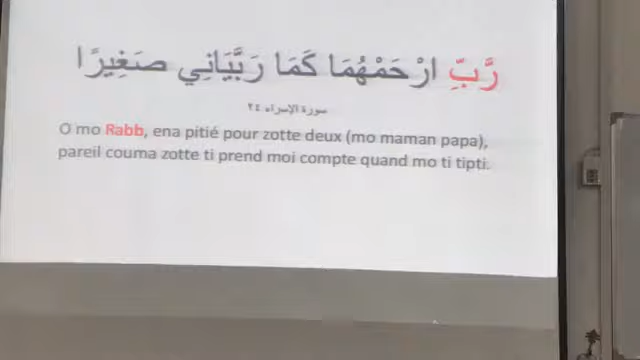 رَّبِّ ارْحَمْهُمَا كَمَا رَبَّيَانِي صَغِيرًا
سورة الإسراء ٢٤
O mo Rabb, ena pitié pour zotte deux (mo maman papa),
pareil couma zotte ti prend moi compte quand mo ti tipti.